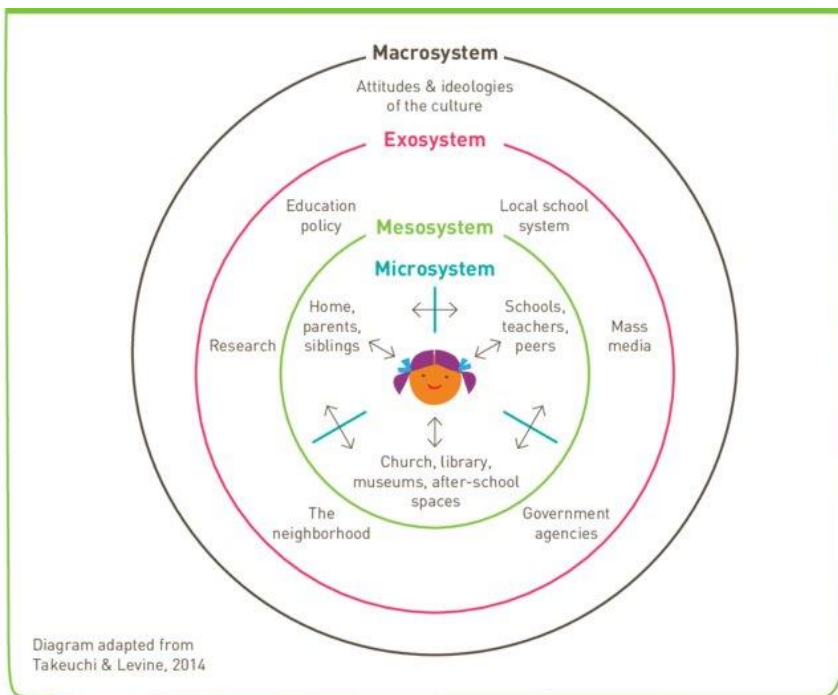 Macrosystem
Attitudes & ideologies
of the culture
Exosystem
Education
policy
Local school
system
Mesosystem
Microsystem
Home,
parents,
siblings
Schools,
teachers,
peers
Research
Mass
media
Church, library,
museums, after-school
spaces
The
neighborhood
Government
agencies
Diagram adapted from
Takeuchi & Levine, 2014